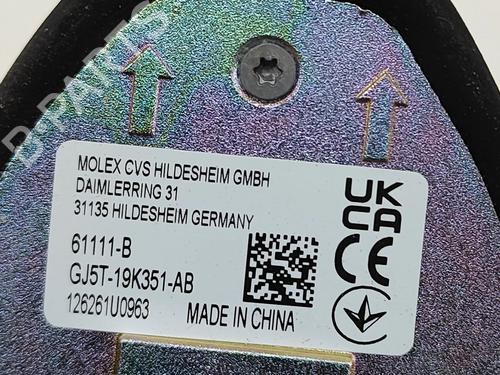 B-PARTS
MOLEX CVS HILDESHEIM GMBH
DAIMLERRING 31
31135 HILDESHEIM GERMANY
61111-B
GJ5T-19K351-AB
126261U0963
MADE IN CHINA
UK
CA
CE